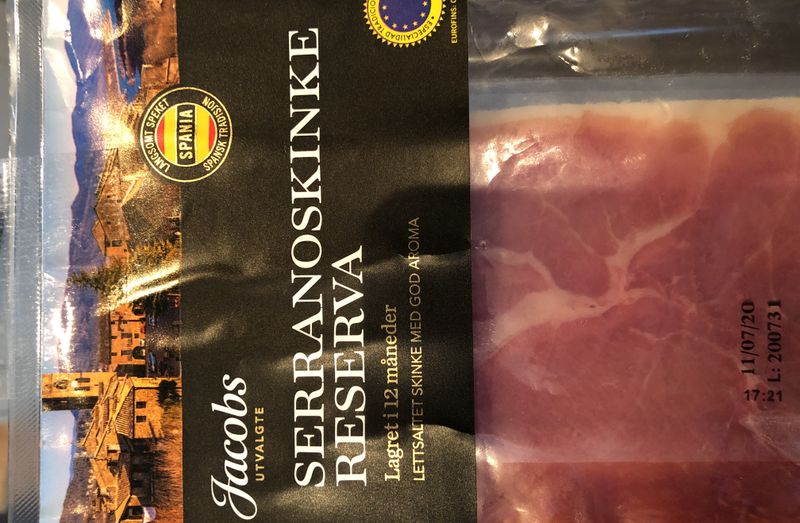 Jacobs
UTVALGTE
SERRANOSKINKE
RESERVA
Lagret i 12 måneder
LETTSALTET SKINKE MED GOD AROMA
LANGSOMT SPEKET
SPANIA
SPANSK TRADISJON
ESPECIALIDAD
EUROFINS.
11/07/20
17:21 L: 200731